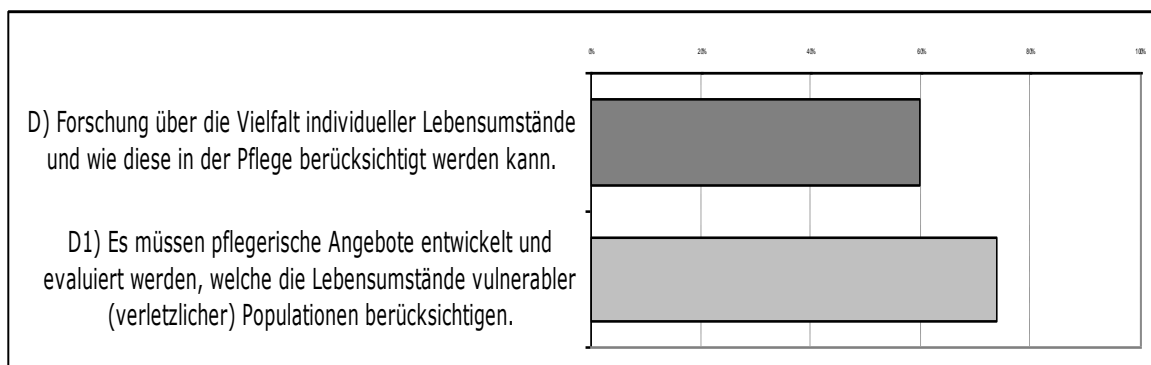 0% 20% 40% 60% 80% 100%
D) Forschung über die Vielfalt individueller Lebensumstände
und wie diese in der Pflege berücksichtigt werden kann.
D1) Es müssen pflegerische Angebote entwickelt und
evaluiert werden, welche die Lebensumstände vulnerabler
(verletzlicher) Populationen berücksichtigen.